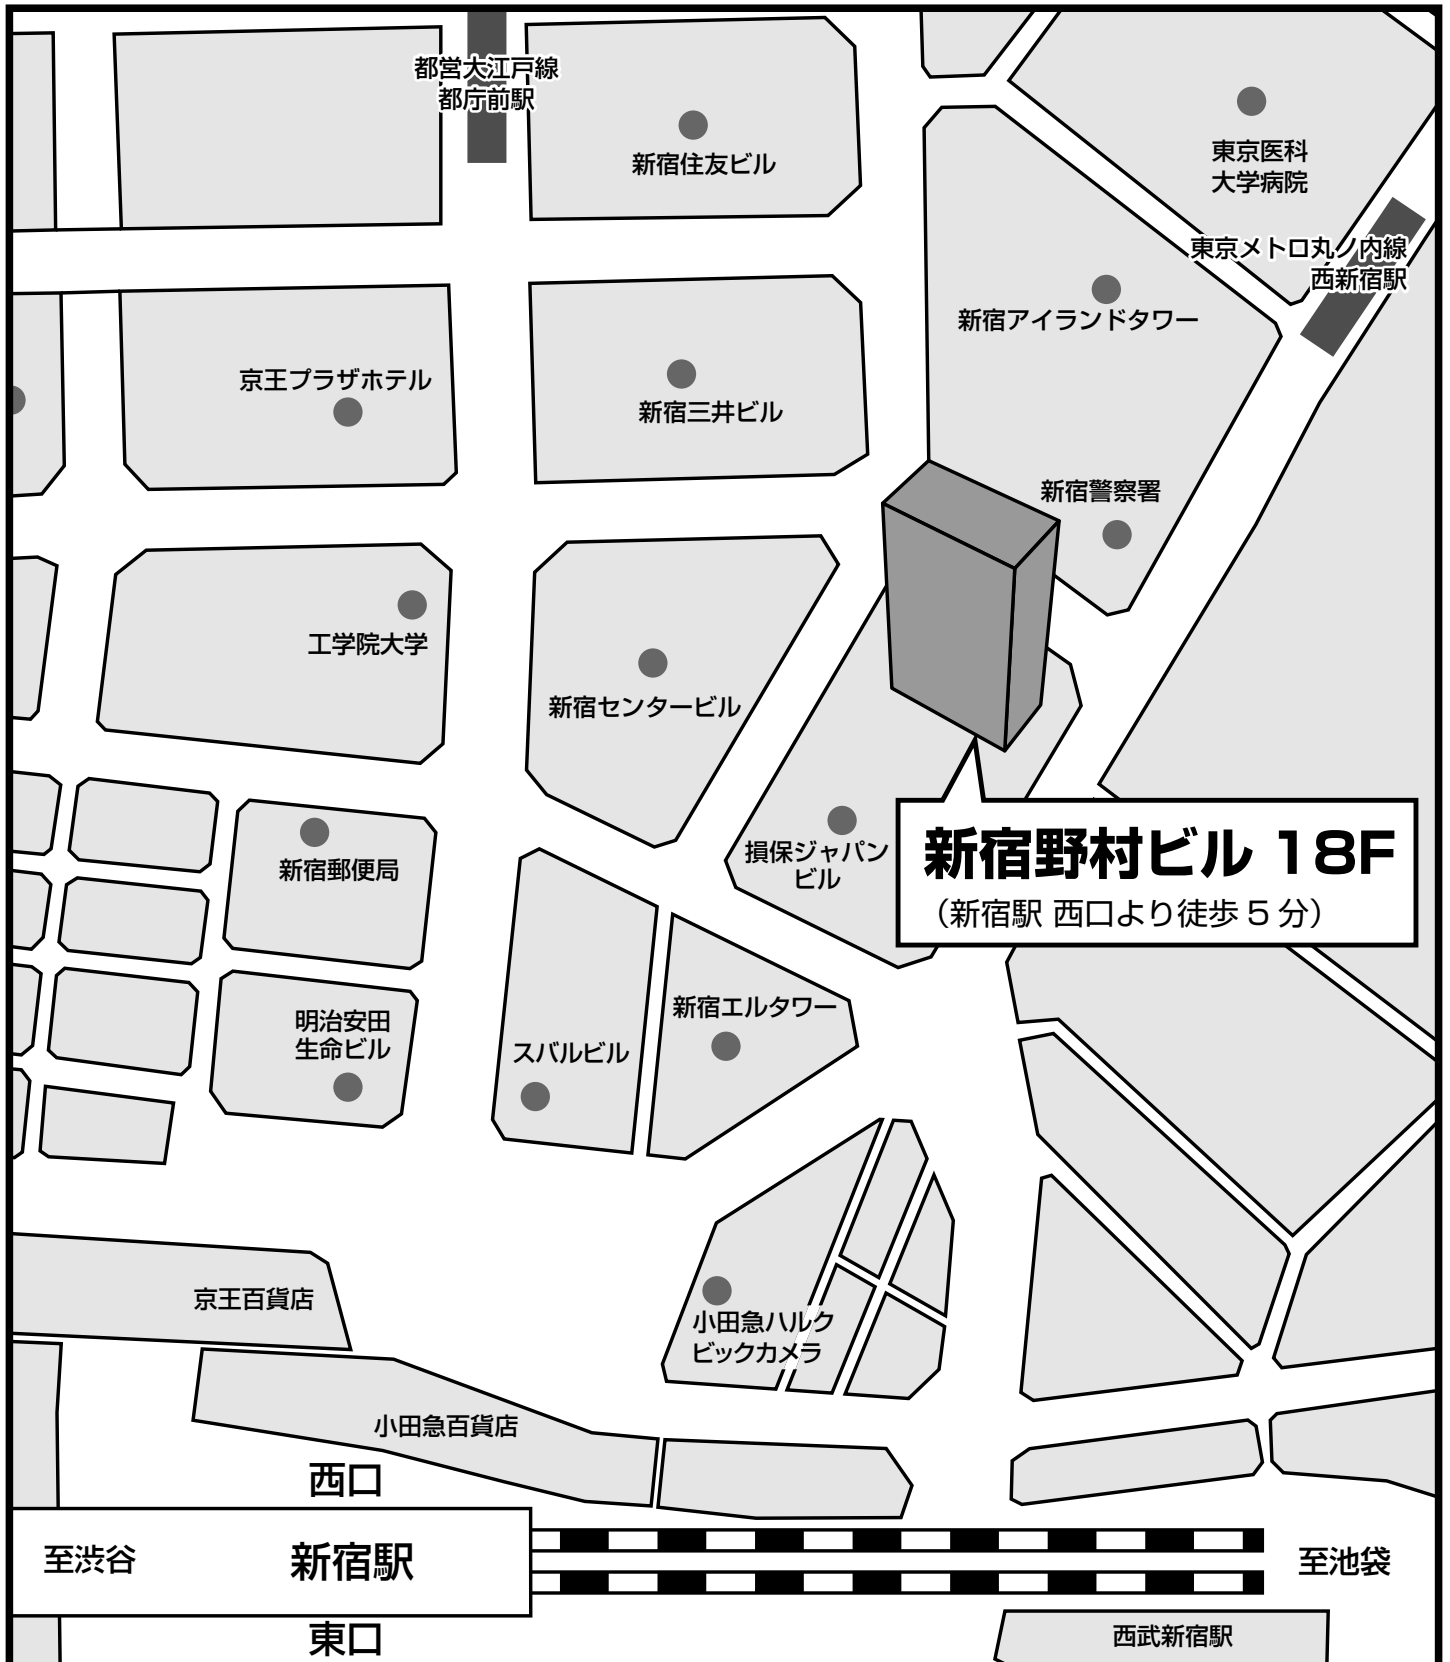 都営大江戸線
都庁前駅
新宿住友ビル
東京医科
大学病院
東京メトロ丸ノ内線
西新宿駅
新宿アイランドタワー
京王プラザホテル
新宿三井ビル
新宿警察署
工学院大学
新宿センタービル
損保ジャパン
ビル
新宿野村ビル 18F
（新宿駅 西口より徒歩５分）
新宿郵便局
新宿エルタワー
明治安田
生命ビル
スバルビル
京王百貨店
小田急ハルク
ビックカメラ
小田急百貨店
西口
至渋谷
新宿駅
至池袋
東口
西武新宿駅